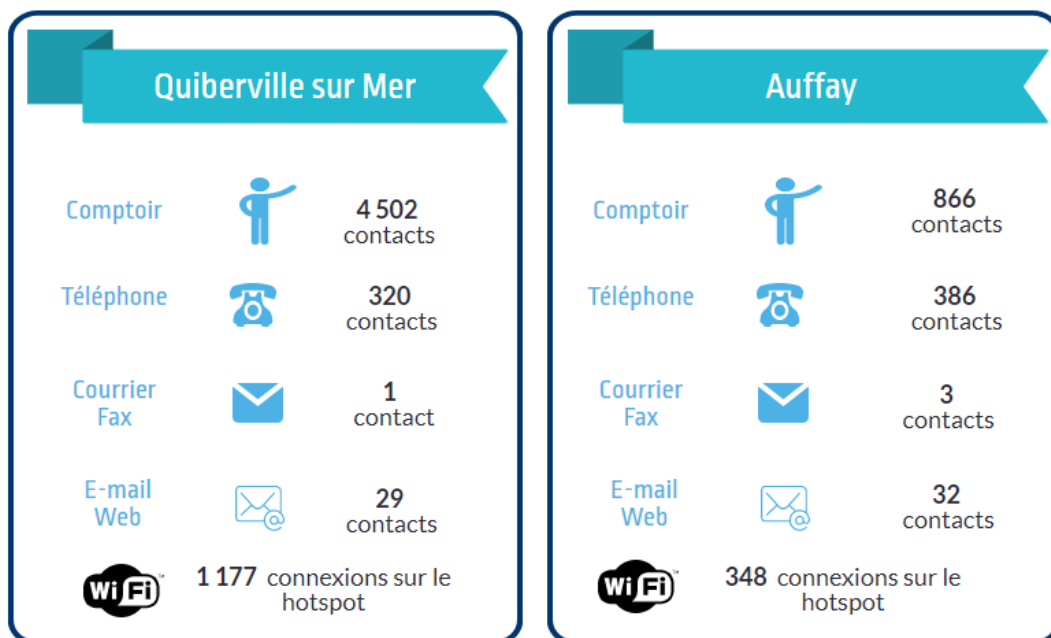 Quiberville sur Mer
Comptoir
4 502
contacts
Téléphone
320
contacts
Courrier
Fax
1
contact
E-mail
Web
29
contacts
WiFi™
1 177 connexions sur le
hotspot
Auffay
Comptoir
866
contacts
Téléphone
386
contacts
Courrier
Fax
3
contacts
E-mail
Web
32
contacts
WiFi™
348 connexions sur le
hotspot